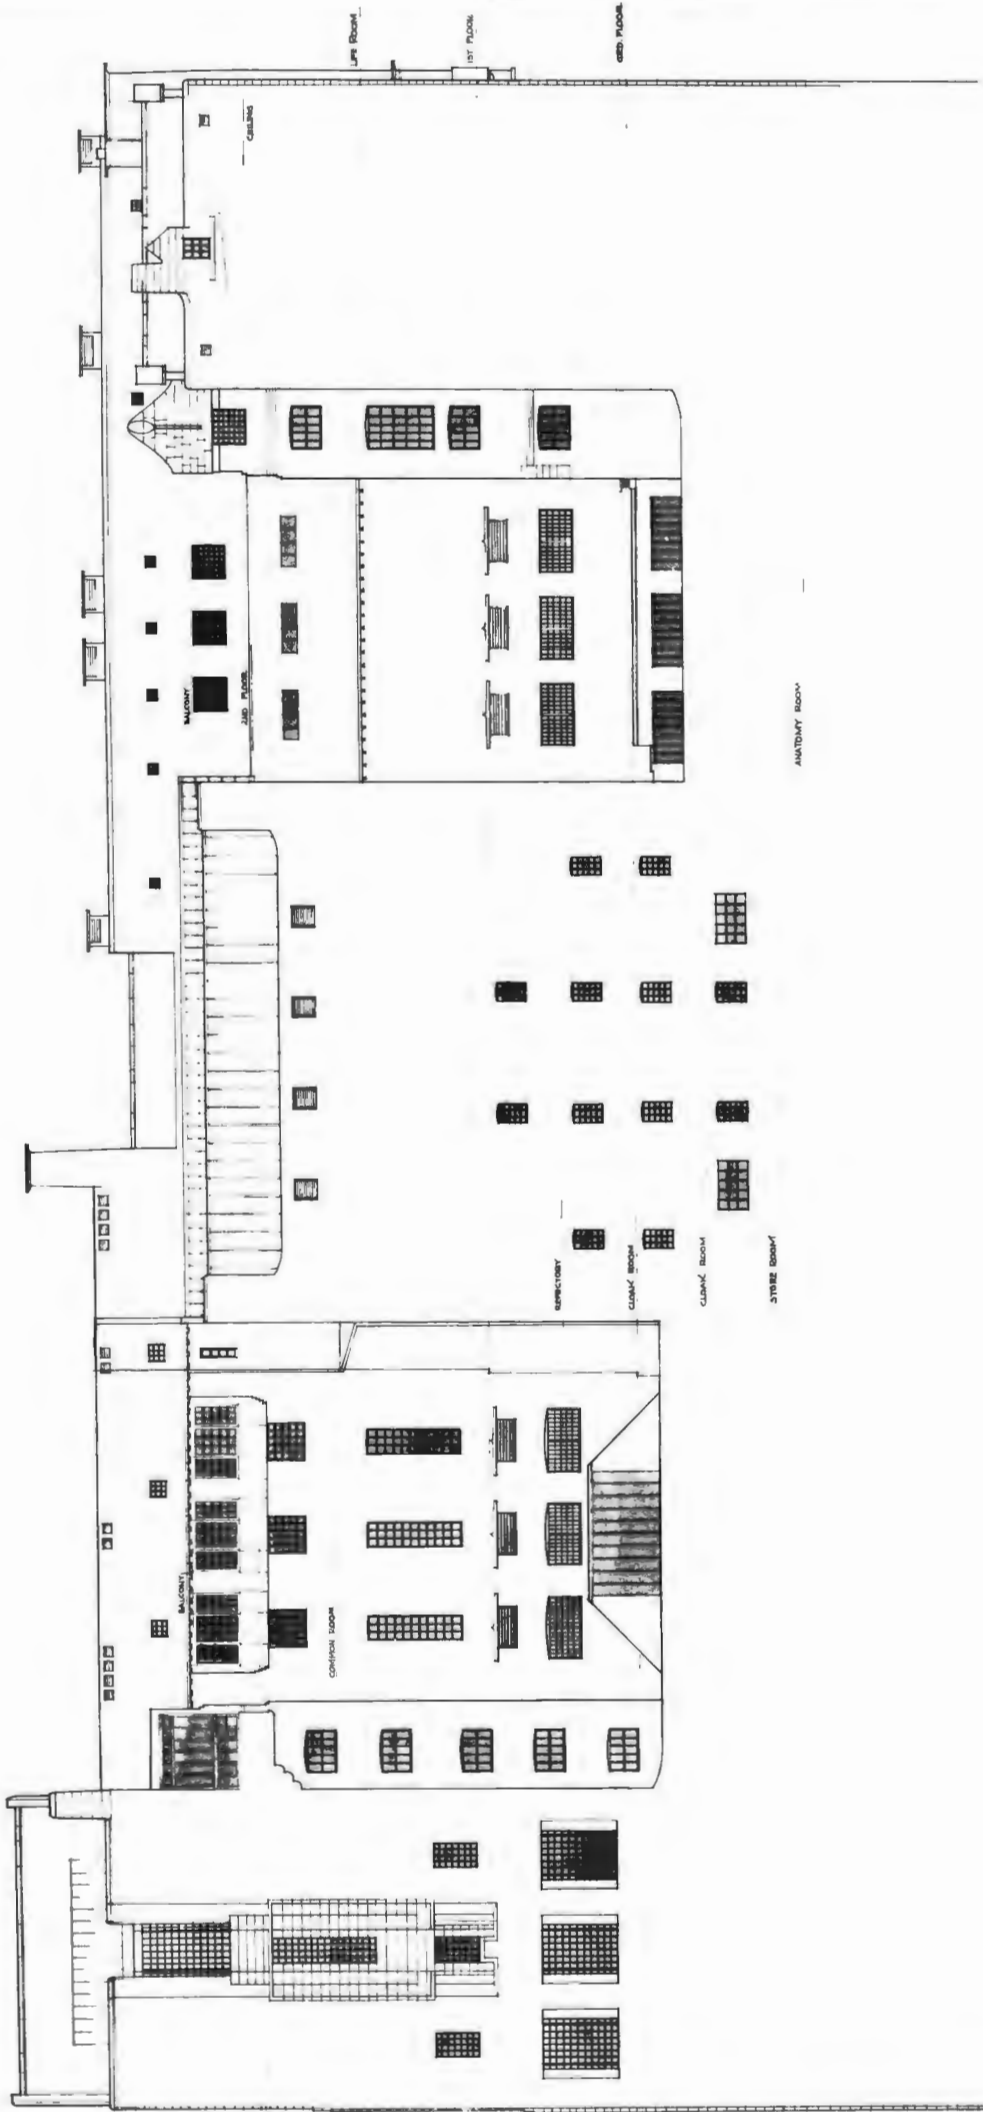 LIFE ROOM
1ST FLOOR
GRD. FLOOR
CEILING
BALCONY
2ND FLOOR
ANATOMY ROOM
REFECTORY
CLOAK ROOM
CLOAK ROOM
STORE ROOM
BALCONY
COMMON ROOM